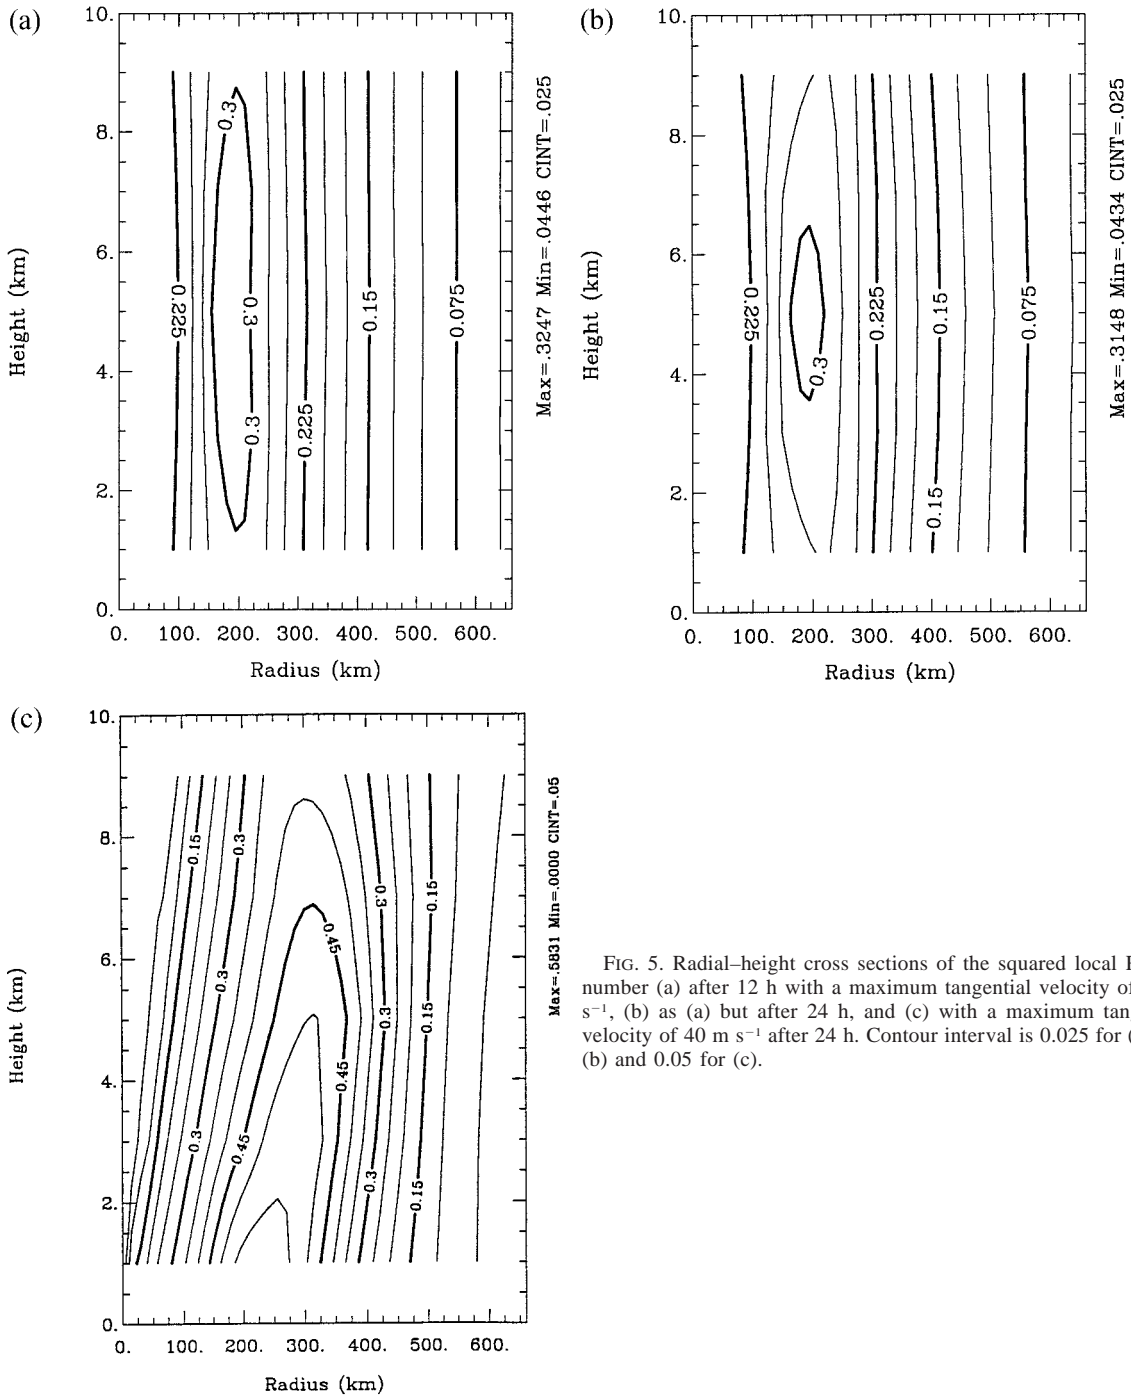 (a)
10.
8.
6.
4.
2.
0.
Height (km)
0.3
0.225
0.3
0.15
0.075
0.3
0.225
0. 100. 200. 300. 400. 500. 600.
Radius (km)
Max=.3247 Min=.0446 CINT=.025
(b)
10.
8.
6.
4.
2.
0.
Height (km)
0.225
0.225
0.15
0.075
0.3
0.15
0. 100. 200. 300. 400. 500. 600.
Radius (km)
Max=.3148 Min=.0434 CINT=.025
(c)
10.
8.
6.
4.
2.
0.
Height (km)
0.15
0.3
0.3
0.15
0.45
0.3
0.3
0.15
0.45
0.3
0.45
0.3
0.15
0. 100. 200. 300. 400. 500. 600.
Radius (km)
Max=.5831 Min=.0000 CINT=.05
FIG. 5. Radial–height cross sections of the squared local
number (a) after 12 h with a maximum tangential velocity of
s⁻¹, (b) as (a) but after 24 h, and (c) with a maximum tan
velocity of 40 m s⁻¹ after 24 h. Contour interval is 0.025 for (
(b) and 0.05 for (c).